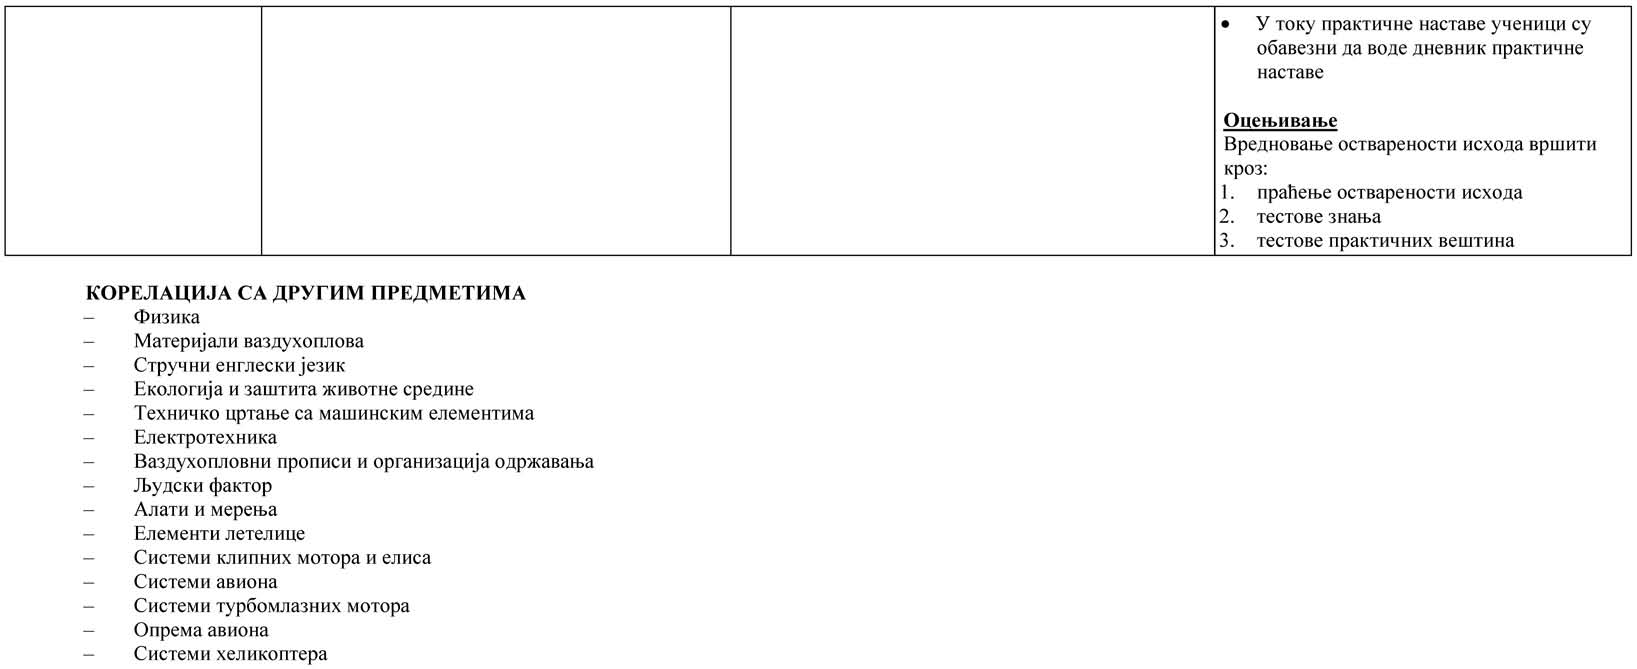 • У току практичне наставе ученици су
обавезни да воде дневник практичне
наставе
Оцењивање
Вредновање остварености исхода вршити
кроз:
1. праћење остварености исхода
2. тестове знања
3. тестове практичних вештина
КОРЕЛАЦИЈА СА ДРУГИМ ПРЕДМЕТИМА
– Физика
– Материјали ваздухоплова
– Стручни енглески језик
– Екологија и заштита животне средине
– Техничко цртање са машинским елементима
– Електротехника
– Ваздухопловни прописи и организација одржавања
– Људски фактор
– Алати и мерења
– Елементи летелице
– Системи клипних мотора и елиса
– Системи авиона
– Системи турбомлазних мотора
– Опрема авиона
– Системи хеликоптера